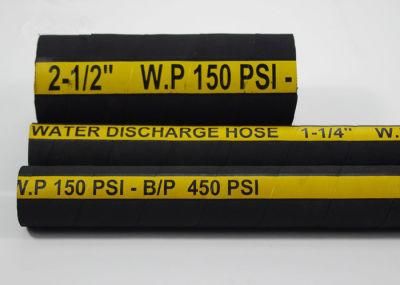 2-1/2" W.P 150 PSI -
WATER DISCHARGE HOSE 1-1/4" W.
W.P 150 PSI - B/P 450 PSI